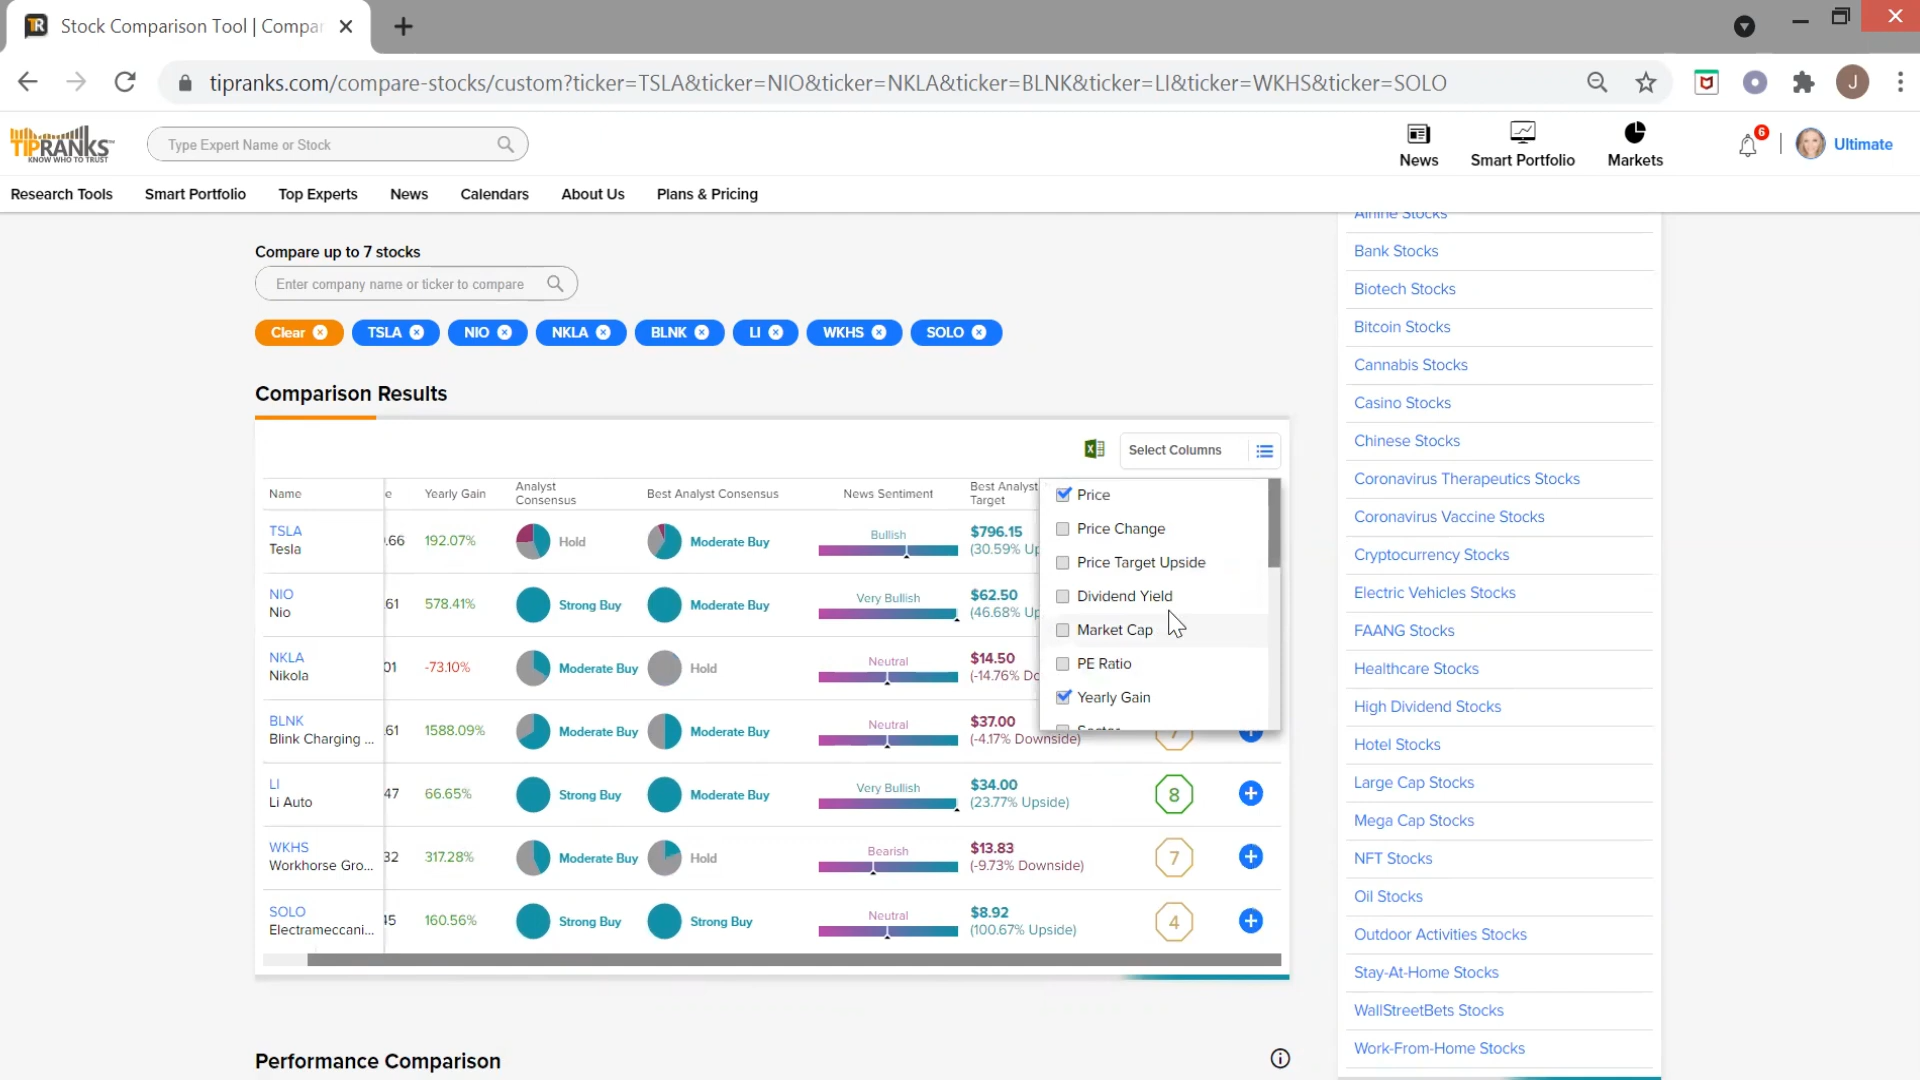 Stock Comparison Tool | Compar
tipranks.com/compare-stocks/custom?ticker=TSLA&ticker=NIO&ticker=NKLA&ticker=BLNK&ticker=LI&ticker=WKHS&ticker=SOLO
J
TIPRANKS
KNOW WHO TO TRUST
Type Expert Name or Stock
News
Smart Portfolio
Markets
6
Ultimate
Research Tools
Smart Portfolio
Top Experts
News
Calendars
About Us
Plans & Pricing
Compare up to 7 stocks
Enter company name or ticker to compare
Clear
TSLA
NIO
NKLA
BLNK
LI
WKHS
SOLO
Comparison Results
Select Columns
Name
e
Yearly Gain
Analyst
Consensus
Best Analyst Consensus
News Sentiment
Best Analyst
Target
TSLA
Tesla
.66
192.07%
Hold
Moderate Buy
Bullish
$796.15
(30.59% Up
NIO
Nio
61
578.41%
Strong Buy
Moderate Buy
Very Bullish
$62.50
(46.68% Up
NKLA
Nikola
01
-73.10%
Moderate Buy
Hold
Neutral
$14.50
(-14.76% Do
BLNK
Blink Charging ...
.61
1588.09%
Moderate Buy
Moderate Buy
Neutral
$37.00
(-4.17% Downside)
7
LI
Li Auto
47
66.65%
Strong Buy
Moderate Buy
Very Bullish
$34.00
(23.77% Upside)
8
WKHS
Workhorse Gro...
32
317.28%
Moderate Buy
Hold
Bearish
$13.83
(-9.73% Downside)
7
SOLO
Electrameccani...
45
160.56%
Strong Buy
Strong Buy
Neutral
$8.92
(100.67% Upside)
4
Price
Price Change
Price Target Upside
Dividend Yield
Market Cap
PE Ratio
Yearly Gain
Sector
Performance Comparison
Airline Stocks
Bank Stocks
Biotech Stocks
Bitcoin Stocks
Cannabis Stocks
Casino Stocks
Chinese Stocks
Coronavirus Therapeutics Stocks
Coronavirus Vaccine Stocks
Cryptocurrency Stocks
Electric Vehicles Stocks
FAANG Stocks
Healthcare Stocks
High Dividend Stocks
Hotel Stocks
Large Cap Stocks
Mega Cap Stocks
NFT Stocks
Oil Stocks
Outdoor Activities Stocks
Stay-At-Home Stocks
WallStreetBets Stocks
Work-From-Home Stocks